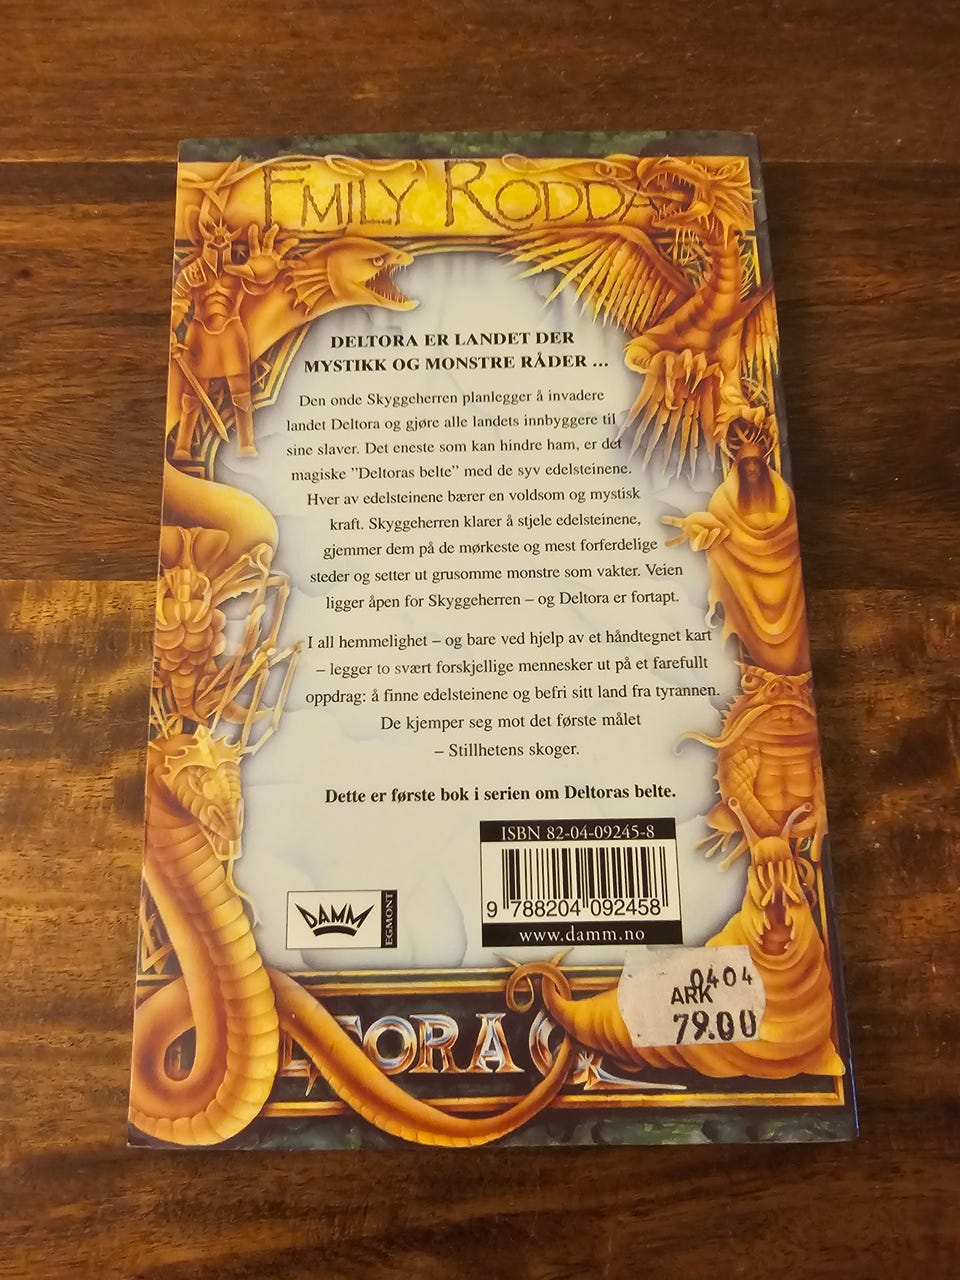 EMILY RODDA
DELTORA ER LANDET DER
MYSTIKK OG MONSTRE RÅDER ...
Den onde Skyggeherren planlegger å invadere
landet Deltora og gjøre alle landets innbyggere til
sine slaver. Det eneste som kan hindre ham, er det
magiske ”Deltoras belte” med de syv edelsteinene.
Hver av edelsteinene bærer en voldsom og mystisk
kraft. Skyggeherren klarer å stjele edelsteinene,
gjemmer dem på de mørkeste og mest forferdelige
steder og setter ut grusomme monstre som vakter. Veien
ligger åpen for Skyggeherren – og Deltora er fortapt.
I all hemmelighet – og bare ved hjelp av et håndtegnet kart
– legger to svært forskjellige mennesker ut på et farefullt
oppdrag: å finne edelsteinene og befri sitt land fra tyrannen.
De kjemper seg mot det første målet
– Stillhetens skoger.
Dette er første bok i serien om Deltoras belte.
ISBN 82-04-09245-8
9 788204 092458
www.damm.no
DAMM
EGMONT
0404
ARK
79.00
LTORA Q